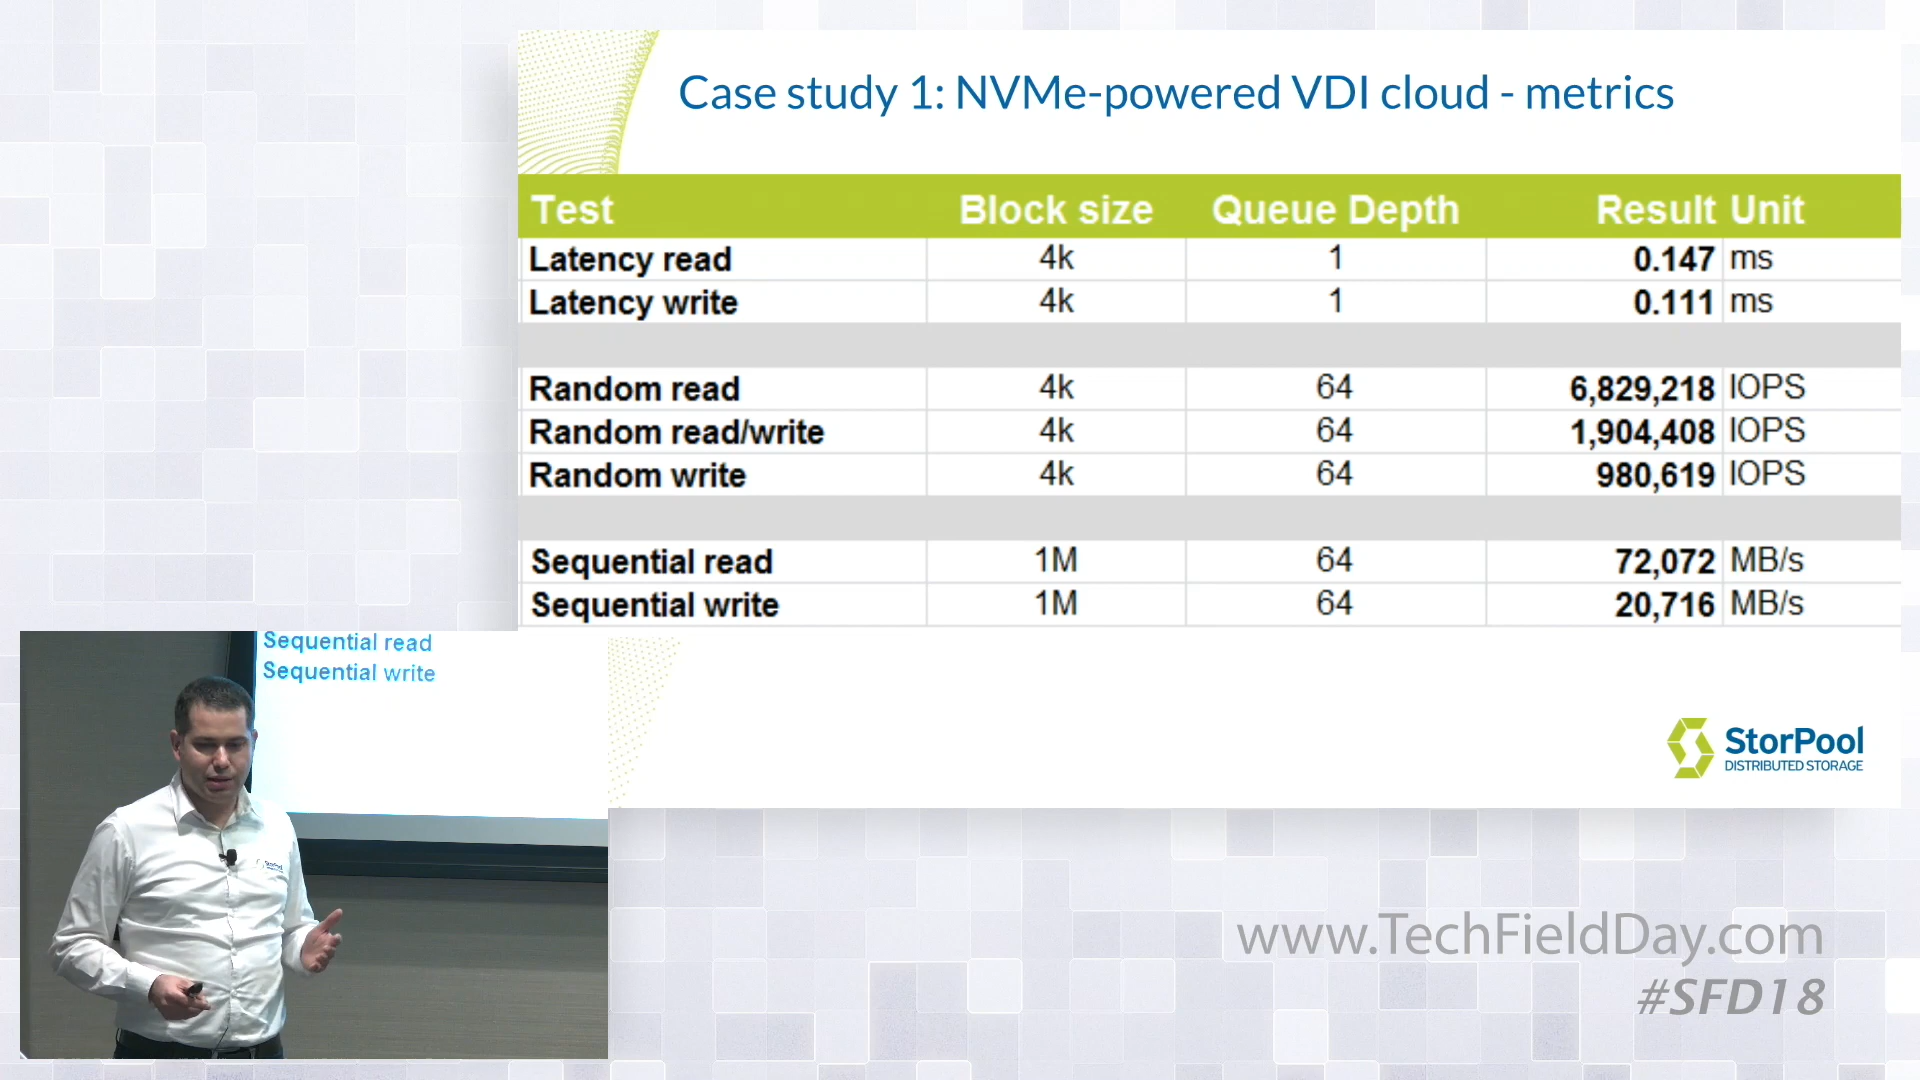 Case study 1: NVMe-powered VDI cloud - metrics
Test Block size Queue Depth Result Unit
Latency read 4k 1 0.147 ms
Latency write 4k 1 0.111 ms
Random read 4k 64 6,829,218 IOPS
Random read/write 4k 64 1,904,408 IOPS
Random write 4k 64 980,619 IOPS
Sequential read 1M 64 72,072 MB/s
Sequential write 1M 64 20,716 MB/s
Sequential read
Sequential write
StorPool
StorPool
DISTRIBUTED STORAGE
www.TechFieldDay.com
#SFD18